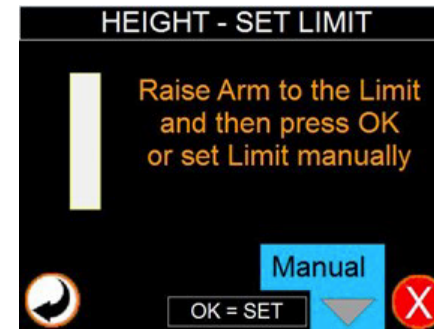 HEIGHT - SET LIMIT
Raise Arm to the Limit
and then press OK
or set Limit manually
Manual
OK = SET
X